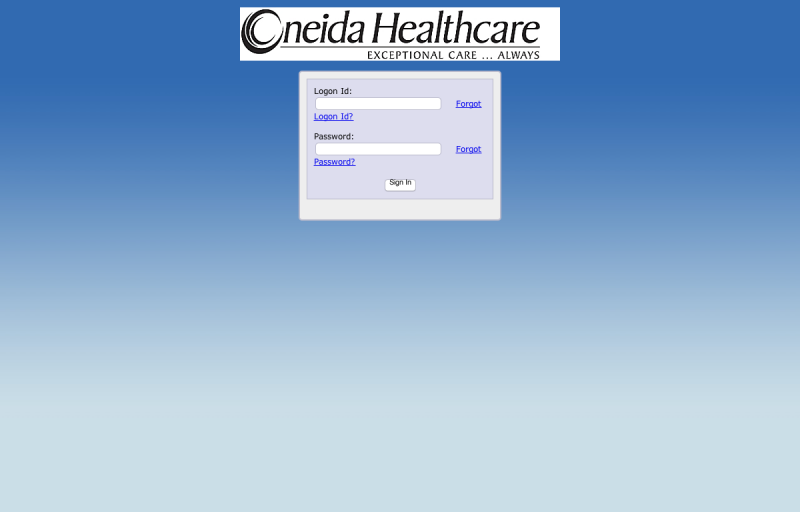 Oneida Healthcare
EXCEPTIONAL CARE ... ALWAYS
Logon Id:
Forgot
Logon Id?
Password:
Forgot
Password?
Sign In